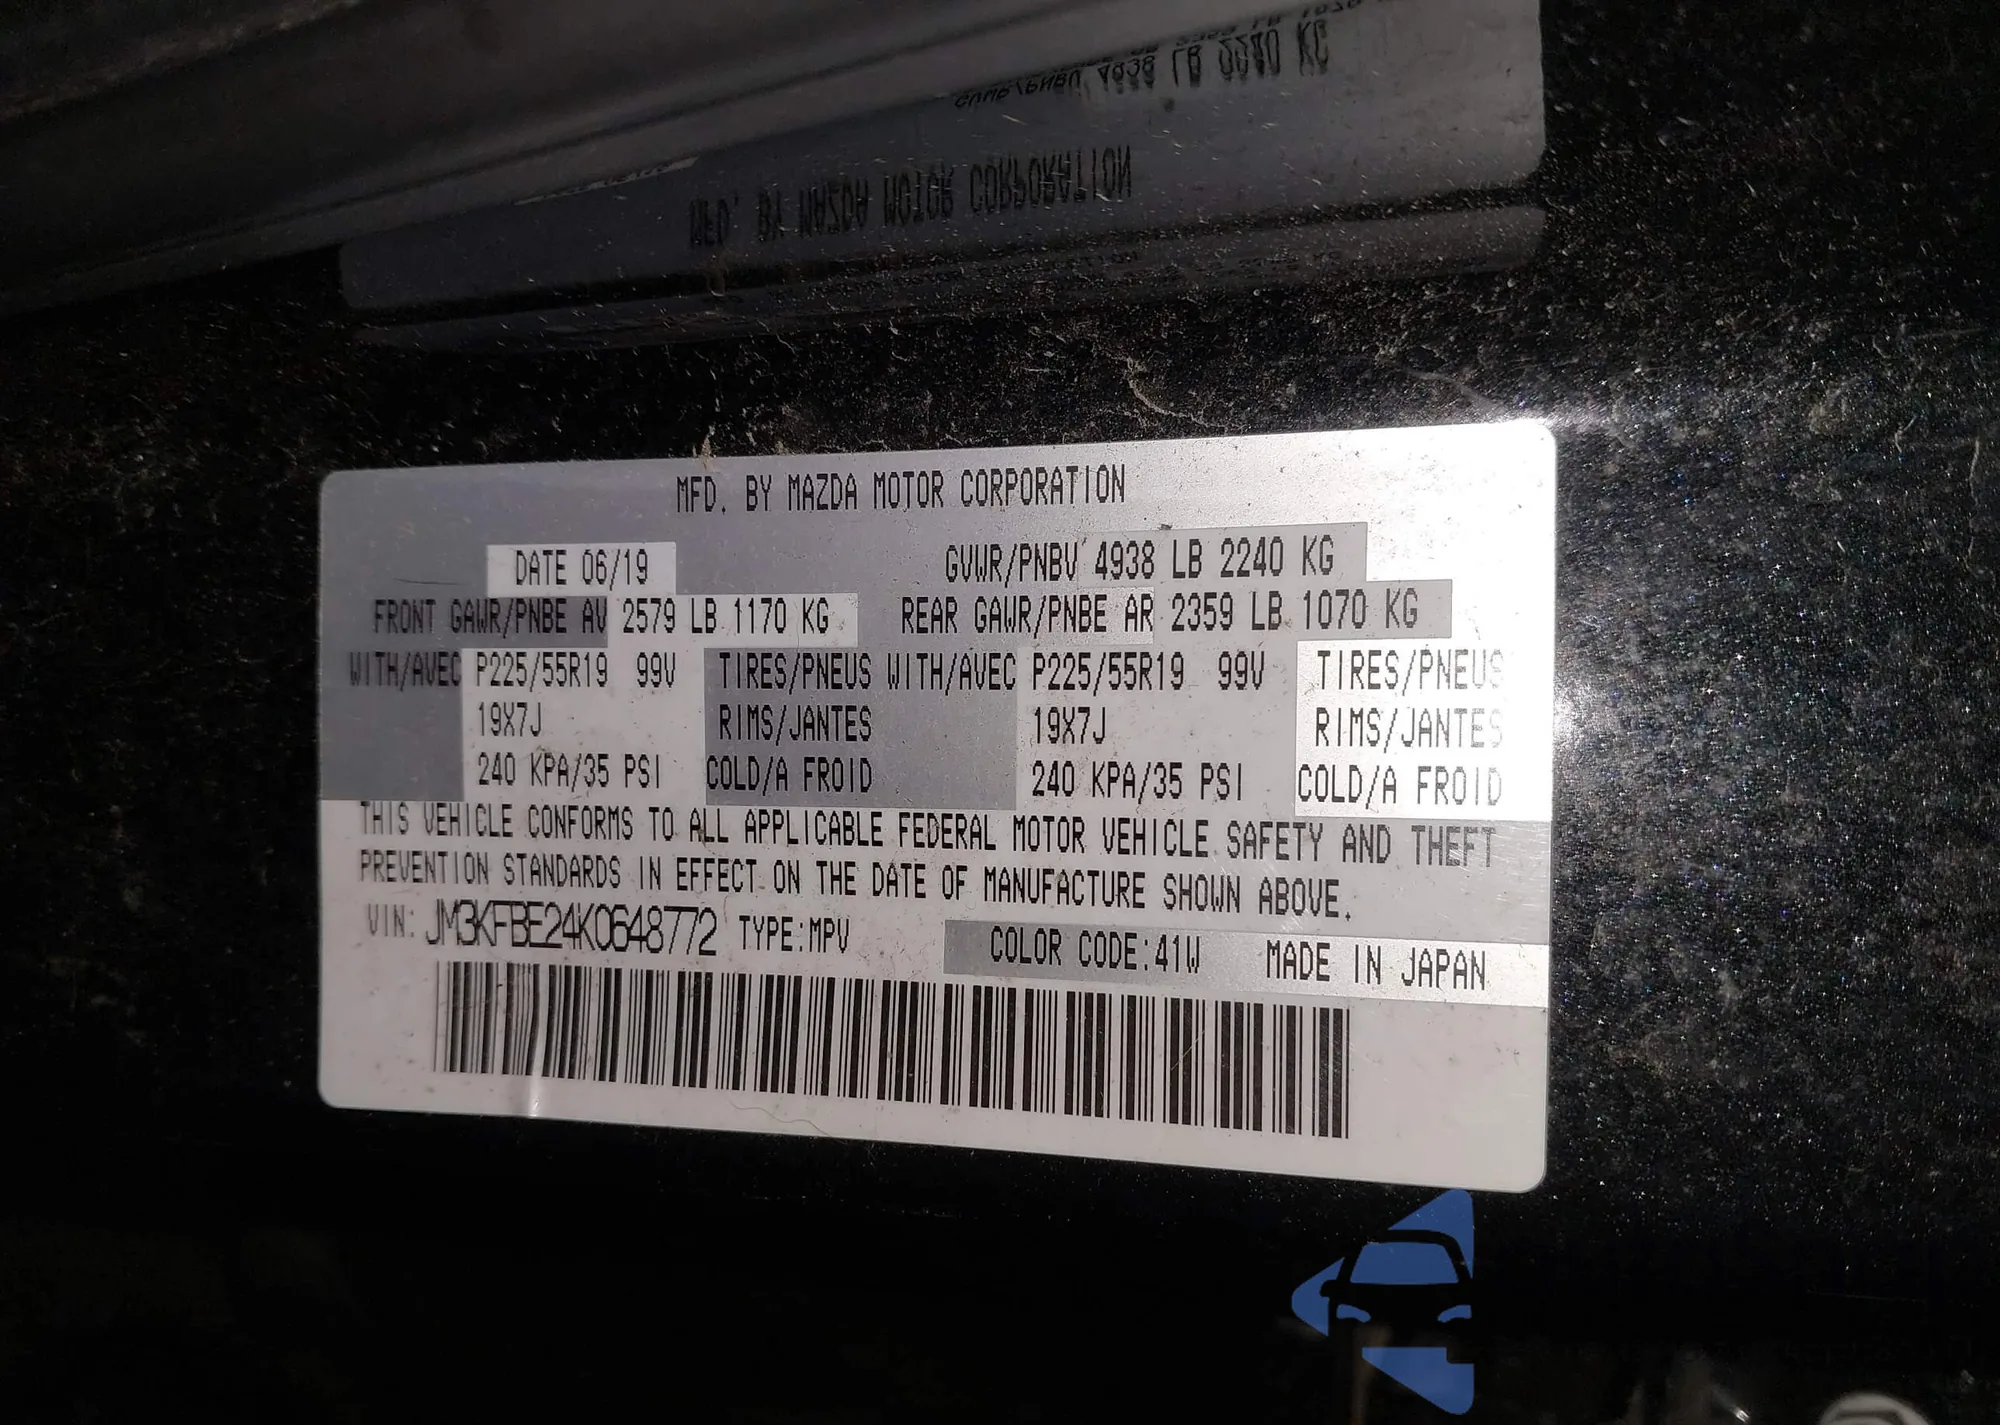 GVWR/PNBV 4938 LB 2240 KG
MFD. BY MAZDA MOTOR CORPORATION
MFD. BY MAZDA MOTOR CORPORATION
DATE 06/19 GVWR/PNBV 4938 LB 2240 KG
FRONT GAWR/PNBE AV 2579 LB 1170 KG REAR GAWR/PNBE AR 2359 LB 1070 KG
WITH/AVEC P225/55R19 99V TIRES/PNEUS WITH/AVEC P225/55R19 99V TIRES/PNEUS
19X7J RIMS/JANTES 19X7J RIMS/JANTES
240 KPA/35 PSI COLD/A FROID 240 KPA/35 PSI COLD/A FROID
THIS VEHICLE CONFORMS TO ALL APPLICABLE FEDERAL MOTOR VEHICLE SAFETY AND THEFT
PREVENTION STANDARDS IN EFFECT ON THE DATE OF MANUFACTURE SHOWN ABOVE.
VIN: JM3KFBE24K0648772 TYPE:MPV COLOR CODE:41W MADE IN JAPAN